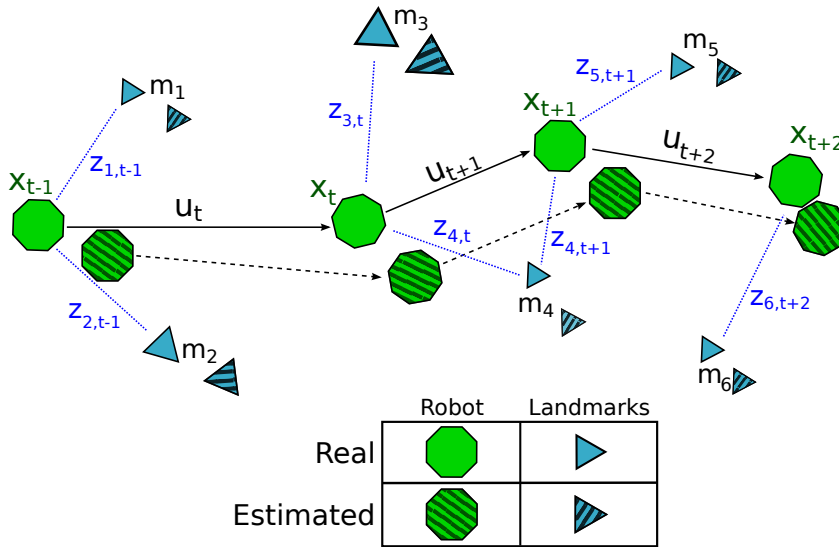 m₃
m₅
z₅,ₜ₊₁
m₁
xₜ₊₁
z₃,ₜ
xₜ₊₂
z₁,ₜ₋₁
uₜ₊₁
uₜ₊₂
xₜ₋₁
xₜ
uₜ
z₄,ₜ
z₄,ₜ₊₁
z₂,ₜ₋₁
m₄
z₆,ₜ₊₂
m₂
m₆
Robot Landmarks
Real
Estimated